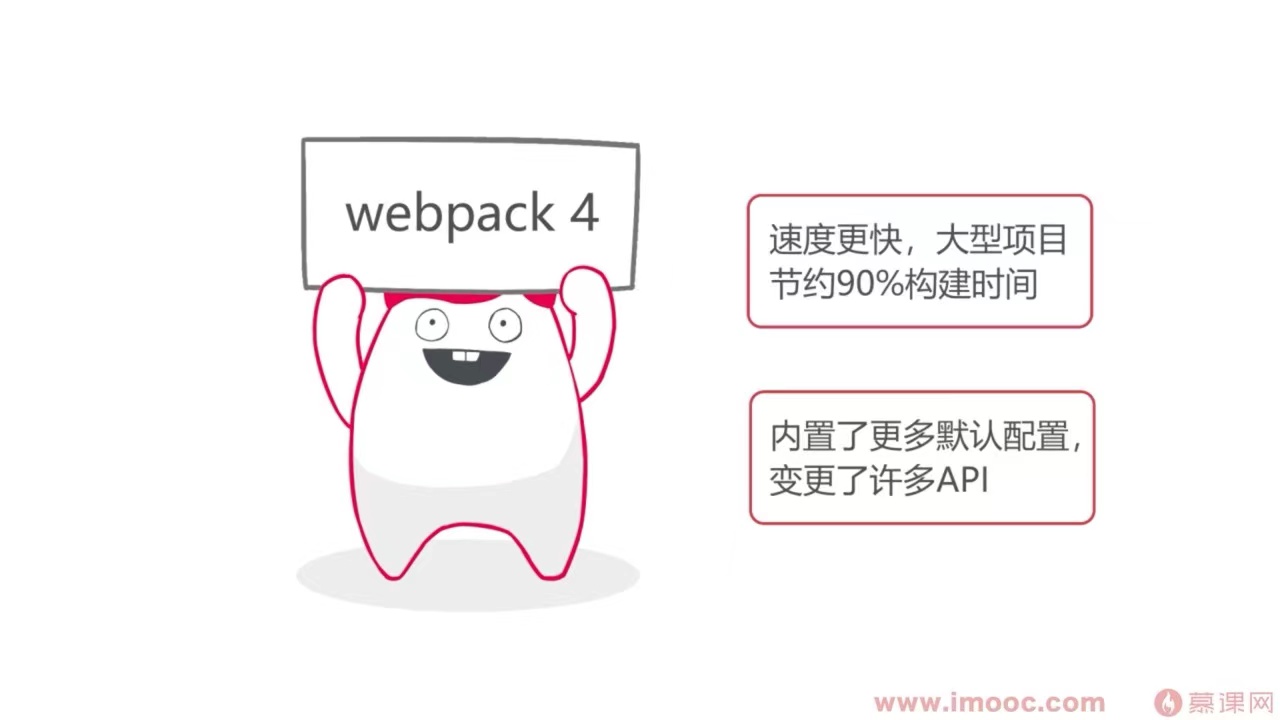 webpack 4
速度更快，大型项目
节约90%构建时间
内置了更多默认配置，
变更了许多API
www.imooc.com 慕课网